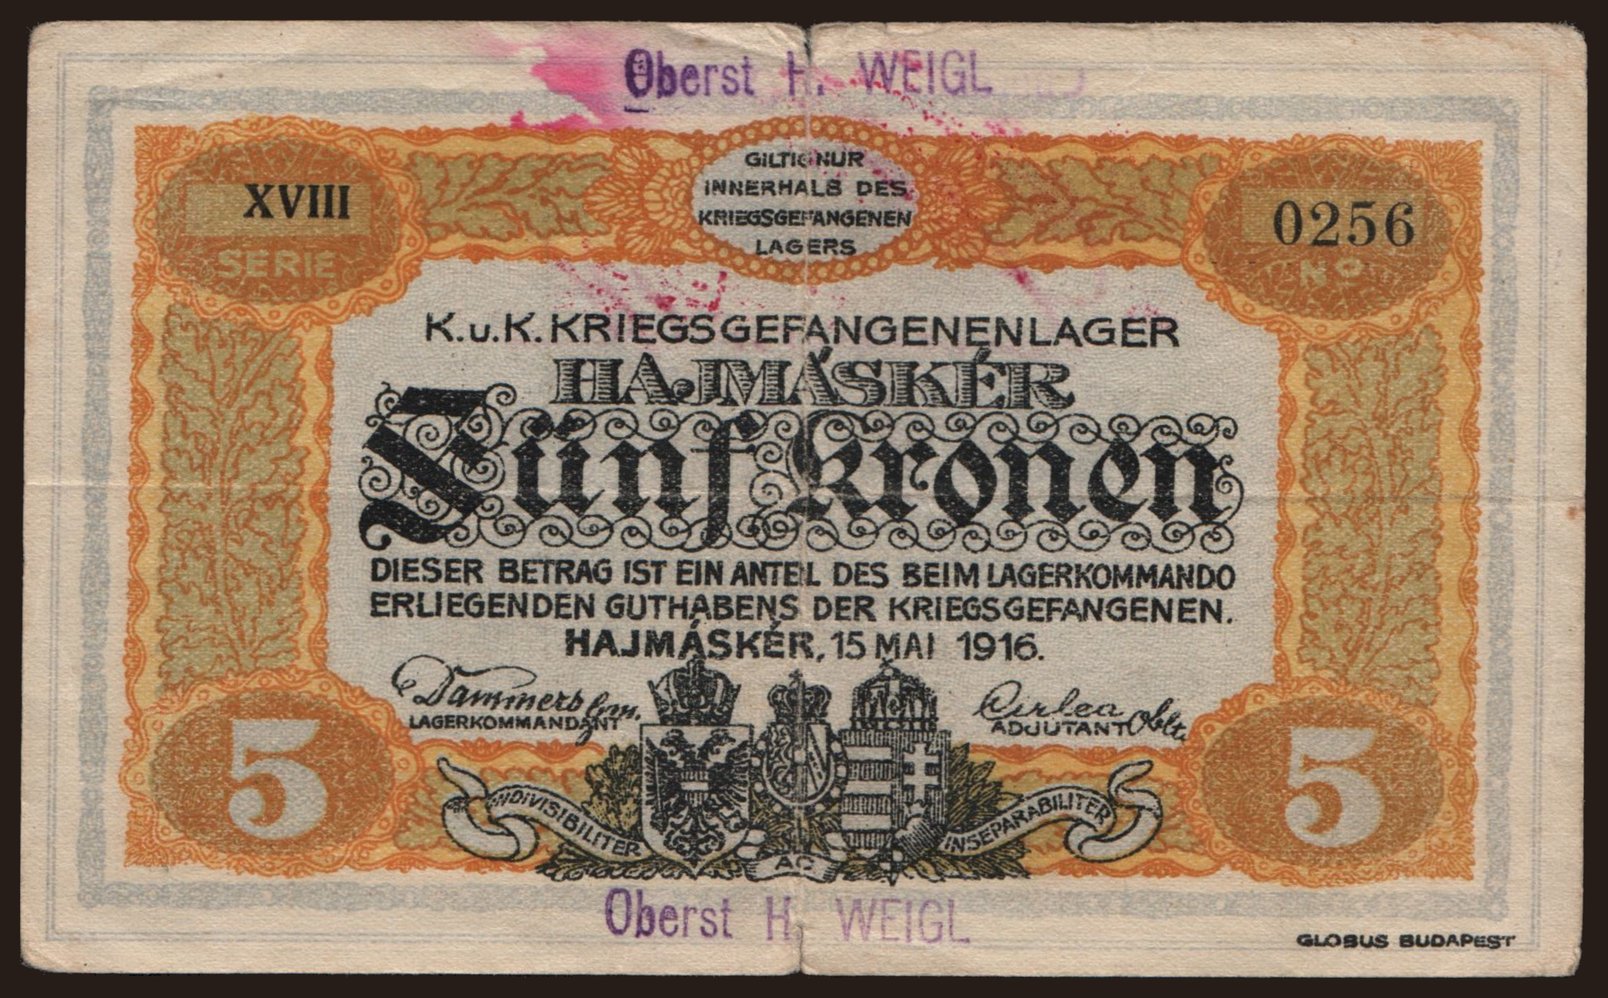 Oberst H. WEIGL
GILTIG NUR
INNERHALB DES
KRIEGSGEFANGENEN
LAGERS
XVIII
SERIE
0256
NO
K.u.K. KRIEGSGEFANGENENLAGER
HAJMÁSKÉR
Fünf Kronen
DIESER BETRAG IST EIN ANTEIL DES BEIM LAGERKOMMANDO
ERLIEGENDEN GUTHABENS DER KRIEGSGEFANGENEN.
HAJMÁSKÉR, 15 MAI 1916.
LAGERKOMMANDANT
ADJUTANT Oblt.
5
5
INDIVISIBILITER
AC
INSEPARABILITER
Oberst H. WEIGL
GLOBUS BUDAPEST